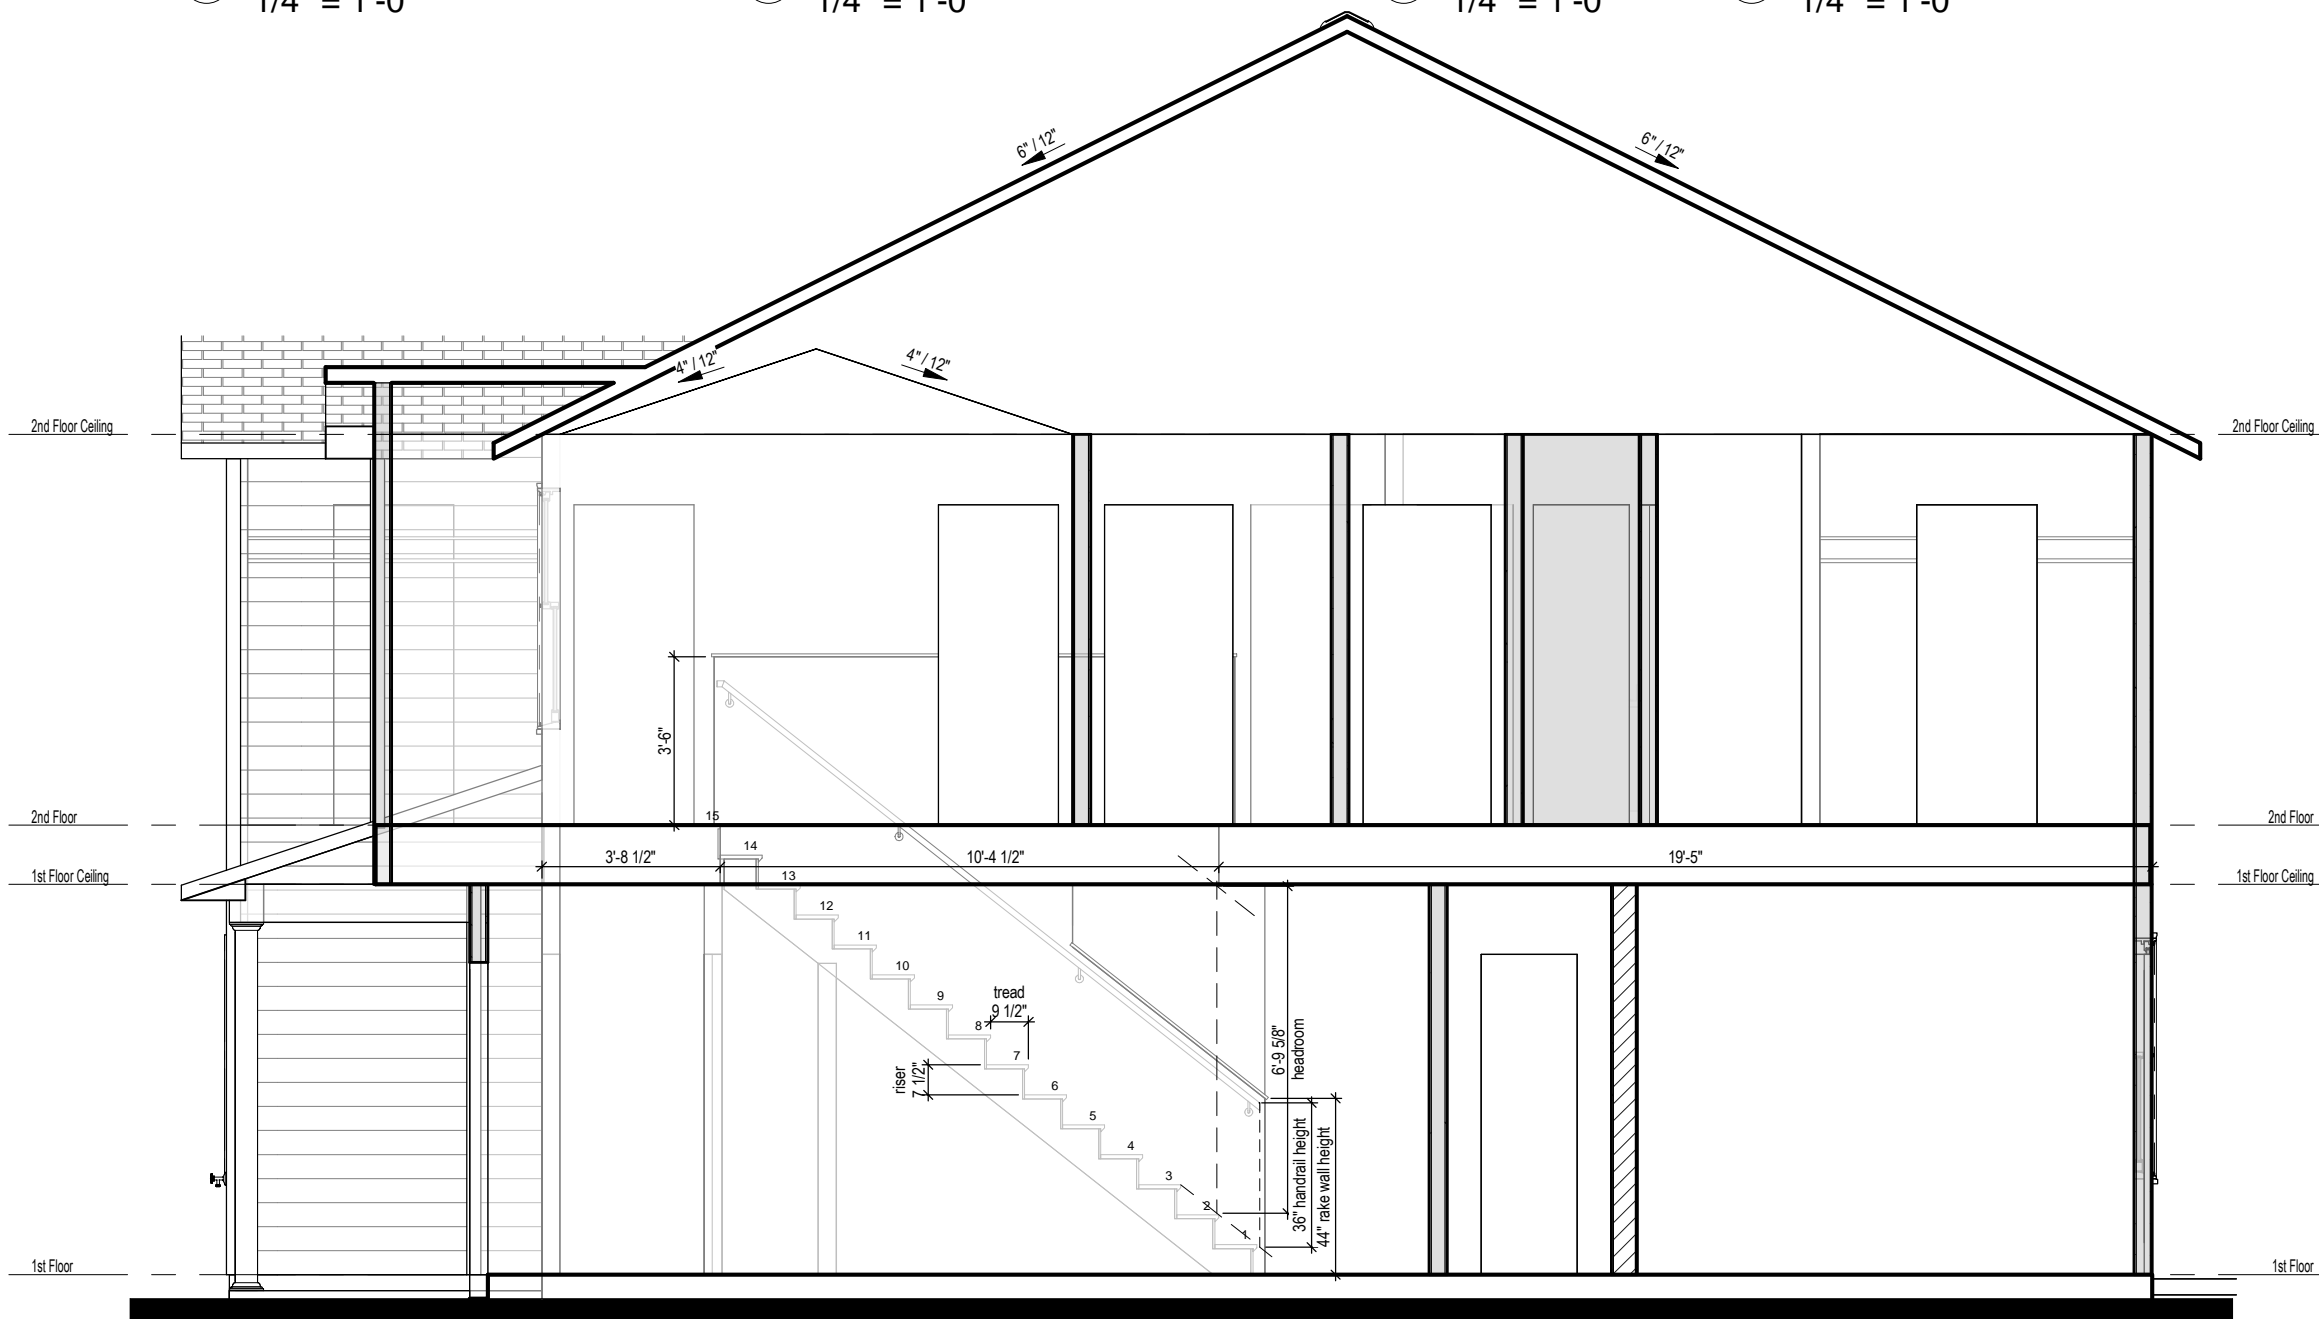 1/4" = 1'-0"
1/4" = 1'-0"
1/4" = 1'-0"
1/4" = 1'-0"
6" / 12"
6" / 12"
4" / 12"
4" / 12"
2nd Floor Ceiling
2nd Floor Ceiling
3'-6"
2nd Floor
15
2nd Floor
14
3'-8 1/2"
10'-4 1/2"
19'-5"
1st Floor Ceiling
13
1st Floor Ceiling
12
11
10
9
tread
9 1/2"
8
7
riser
7 1/2"
6
5
4
3
2
1
6'-9 5/8"
headroom
36" handrail height
44" rake wall height
1st Floor
1st Floor